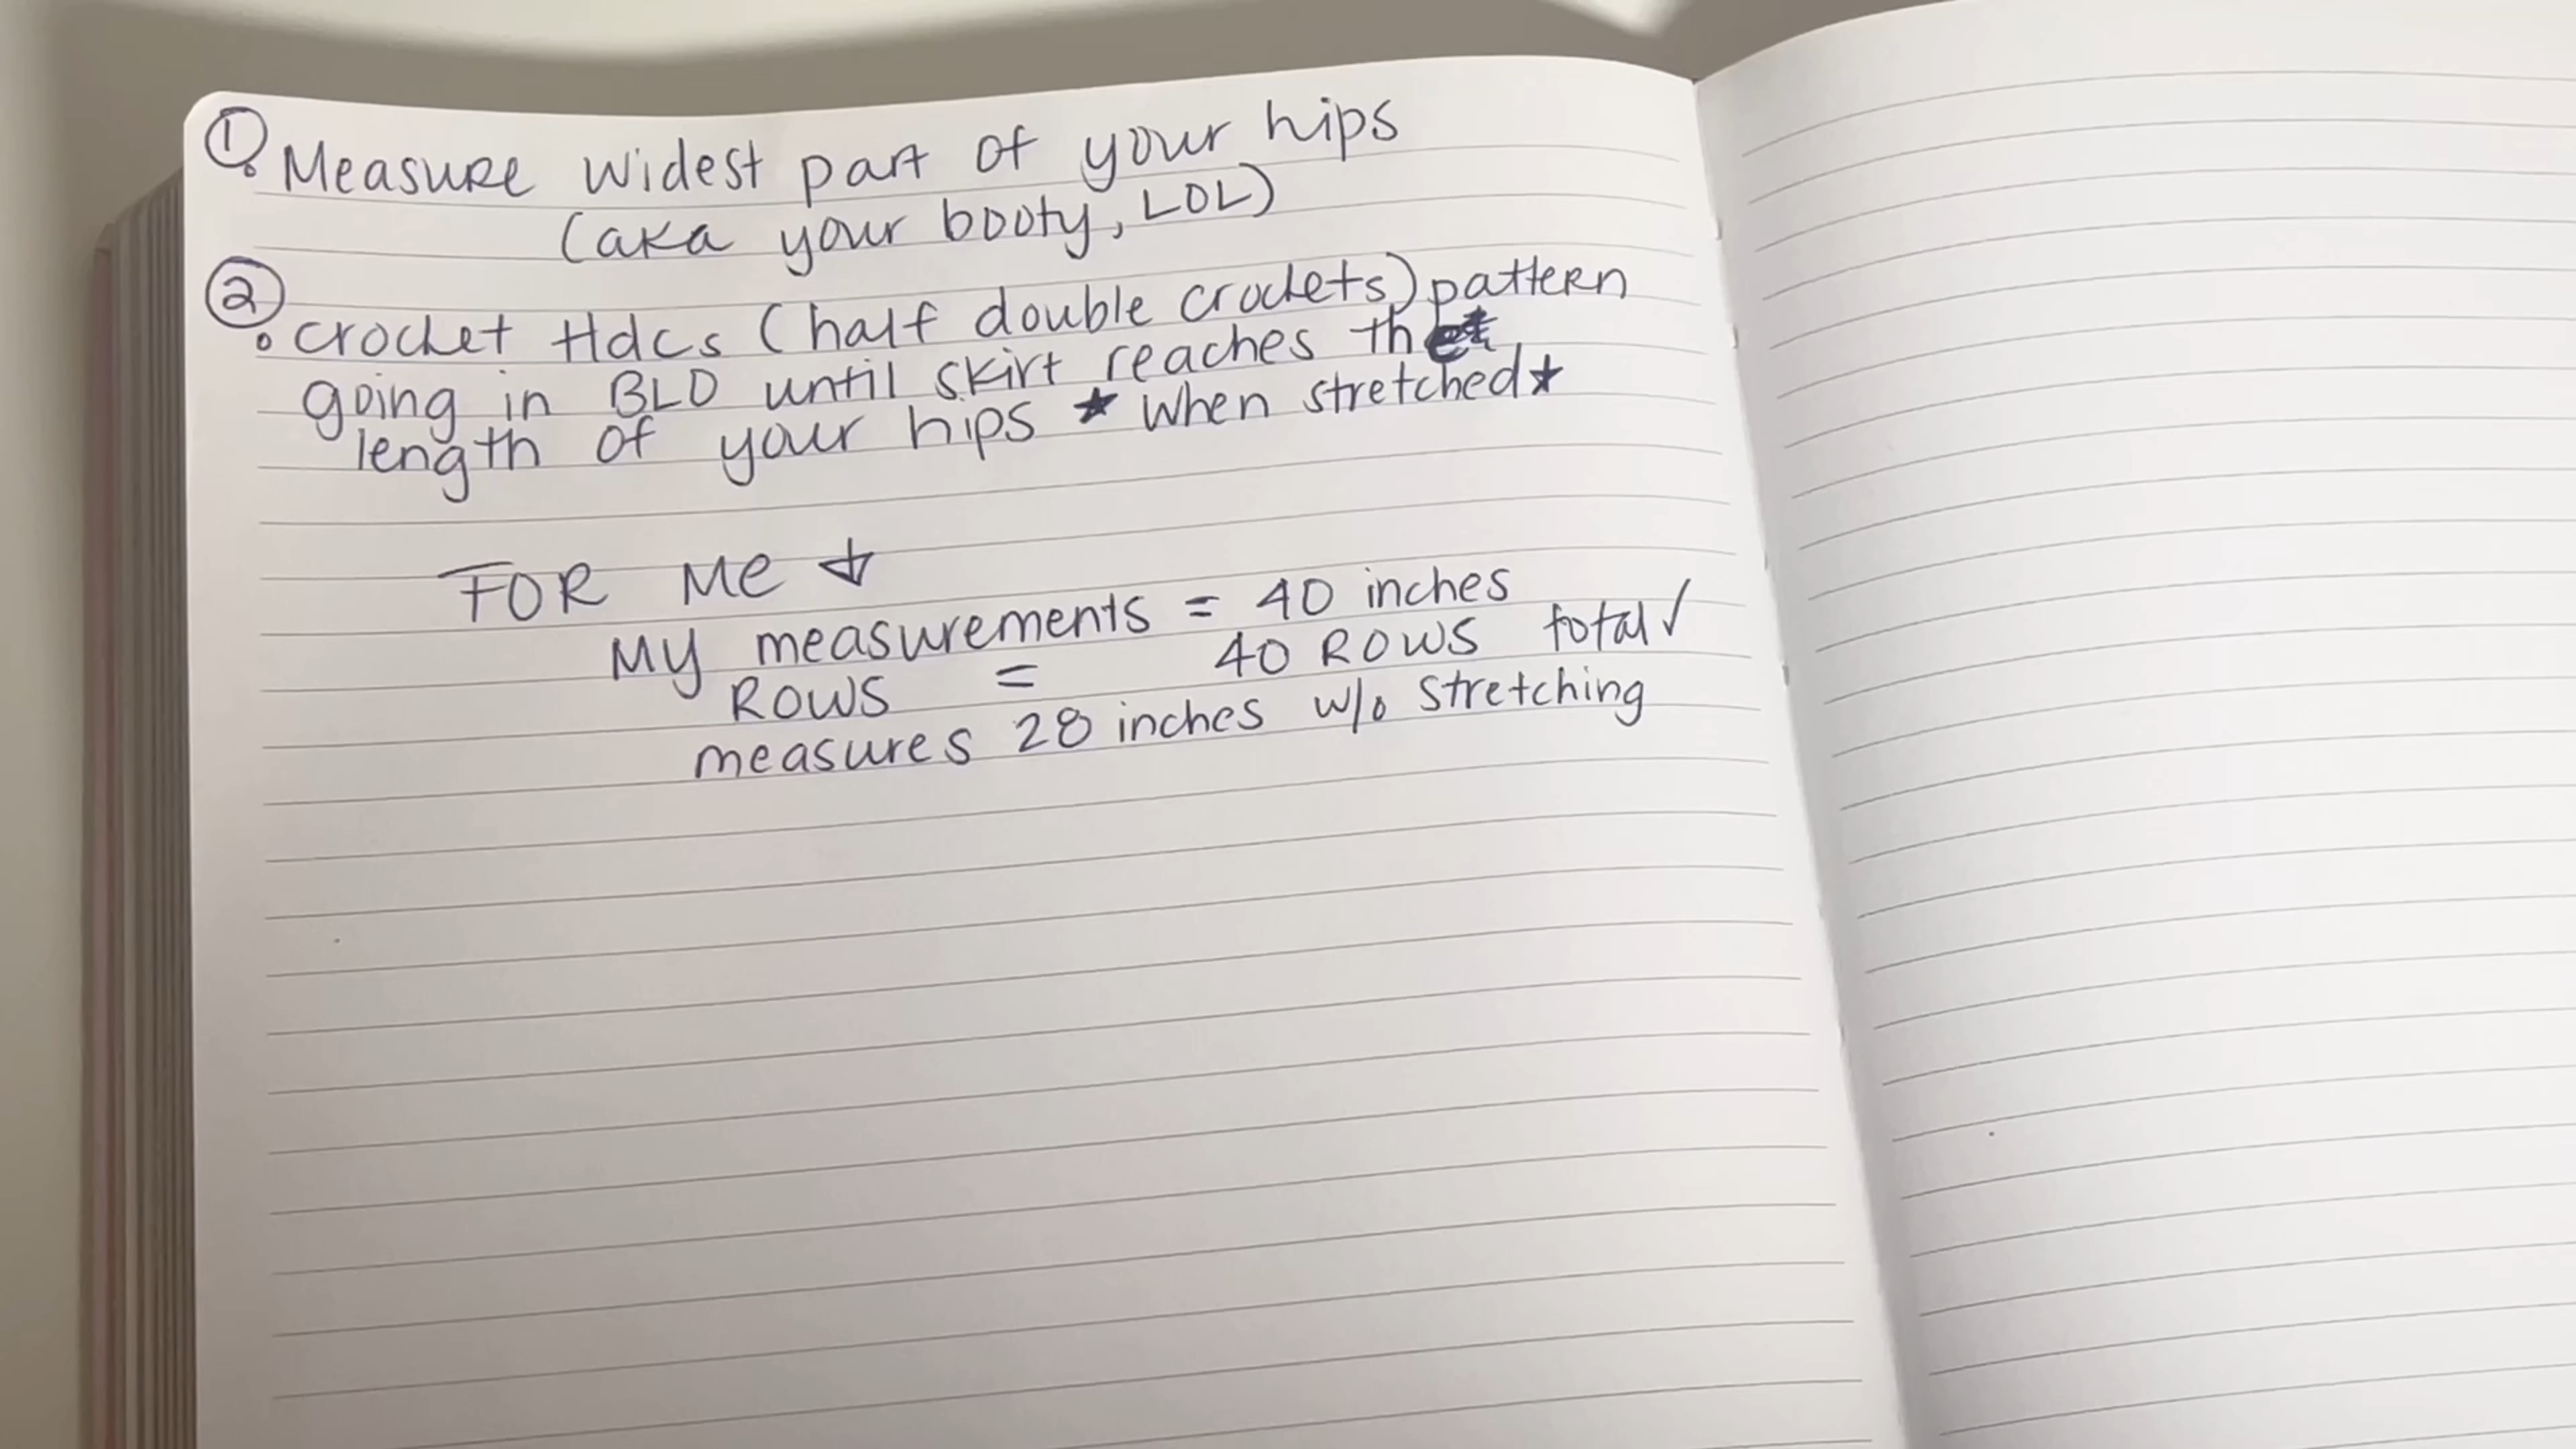 ①. Measure widest part of your hips
(aka your booty, LOL)
②. crochet Hdcs (half double crochets) pattern
going in BLO until skirt reaches the
length of your hips ★ when stretched ★
FOR Me ↓
My measurements = 40 inches
ROWS = 40 ROWS total ✓
measures 28 inches w/o stretching